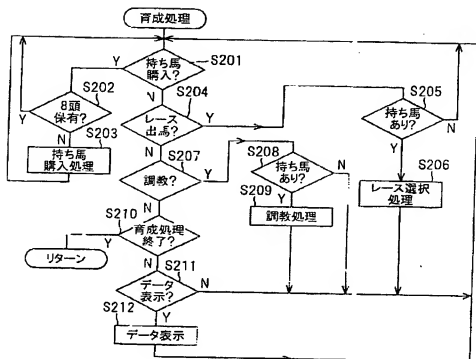 育成処理
持ち馬
購入?
S201
Y
N
S202
8頭
保有?
Y
N
S203
持ち馬
購入処理
S204
レース
出馬?
Y
N
S205
持ち馬
あり?
N
Y
S206
レース選択
処理
S207
調教?
Y
N
S208
持ち馬
あり?
N
Y
S209
調教処理
S210
育成処理
終了?
Y
N
リターン
S211
データ
表示?
N
Y
S212
データ表示